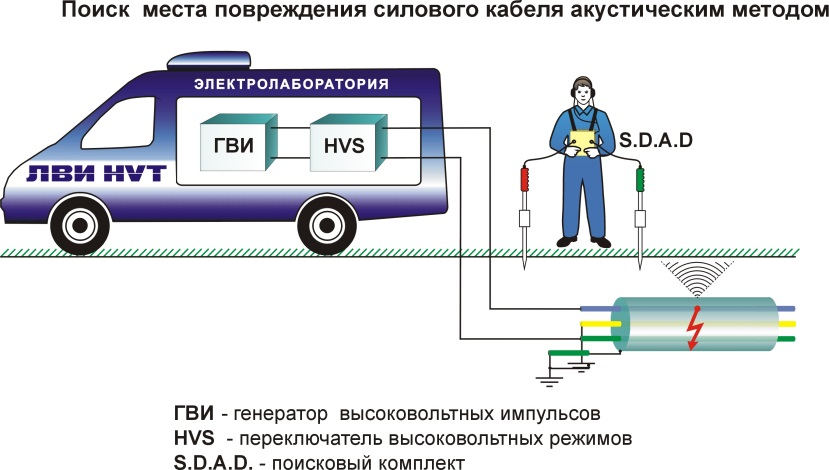 Поиск места повреждения силового кабеля акустическим методом
ЭЛЕКТРОЛАБОРАТОРИЯ
ГВИ
HVS
S.D.A.D
ЛВИ HVT
ГВИ - генератор высоковольтных импульсов
HVS - переключатель высоковольтных режимов
S.D.A.D. - поисковый комплект